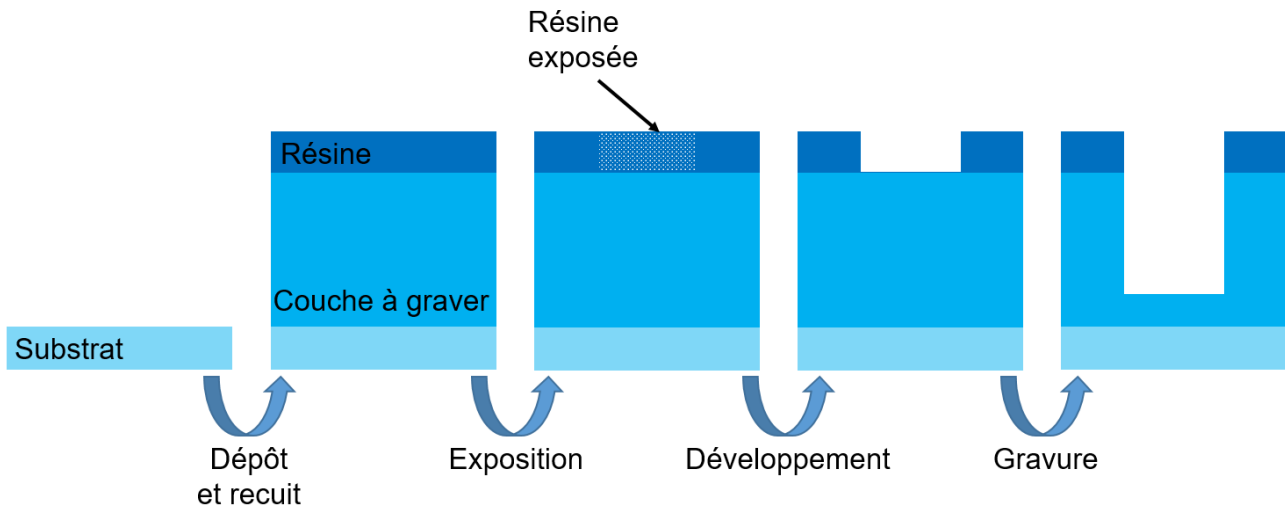 Résine
exposée
Résine
Couche à graver
Substrat
Dépôt
et recuit
Exposition
Développement
Gravure